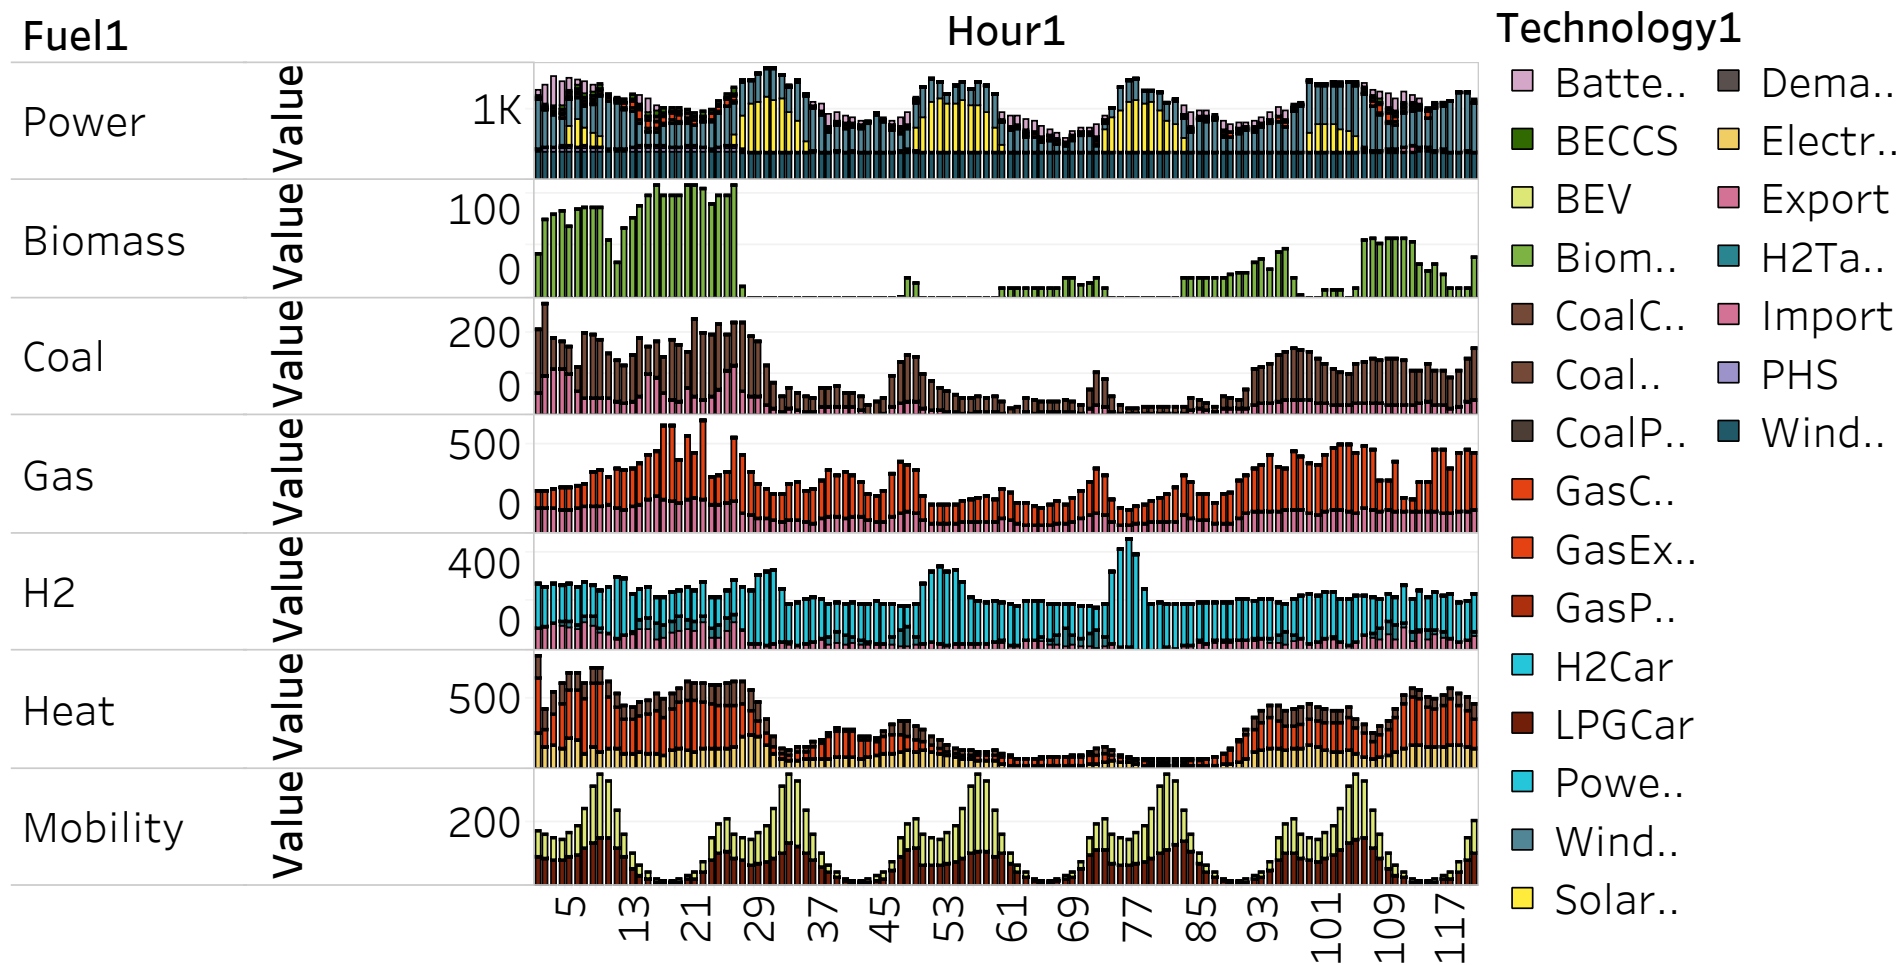 Fuel1 Hour1 Technology1
Power Value 1K
Biomass Value 100 0
Coal Value 200 0
Gas Value 500 0
H2 Value 400 0
Heat Value 500
Mobility Value 200
5 13 21 29 37 45 53 61 69 77 85 93 101 109 117
Batte..
BECCS
BEV
Biom..
CoalC..
Coal..
CoalP..
GasC..
GasEx..
GasP..
H2Car
LPGCar
Powe..
Wind..
Solar..
Dema..
Electr..
Export
H2Ta..
Import
PHS
Wind..